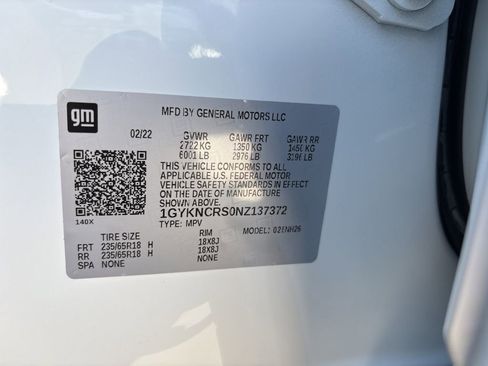 gm
MFD BY GENERAL MOTORS LLC
02/22 GVWR GAWR FRT GAWR RR
2722 KG 1350 KG 1450 KG
6001 LB 2976 LB 3196 LB
THIS VEHICLE CONFORMS TO ALL
APPLICABLE U.S. FEDERAL MOTOR
VEHICLE SAFETY STANDARDS IN EFFECT
ON THE DATE OF MANUFACTURE
SHOWN ABOVE.
140X 1GYKNCRS0NZ137372
TYPE: MPV MODEL:
TIRE SIZE RIM
FRT 235/65R18 H 18X8J
RR 235/65R18 H 18X8J
SPA NONE NONE